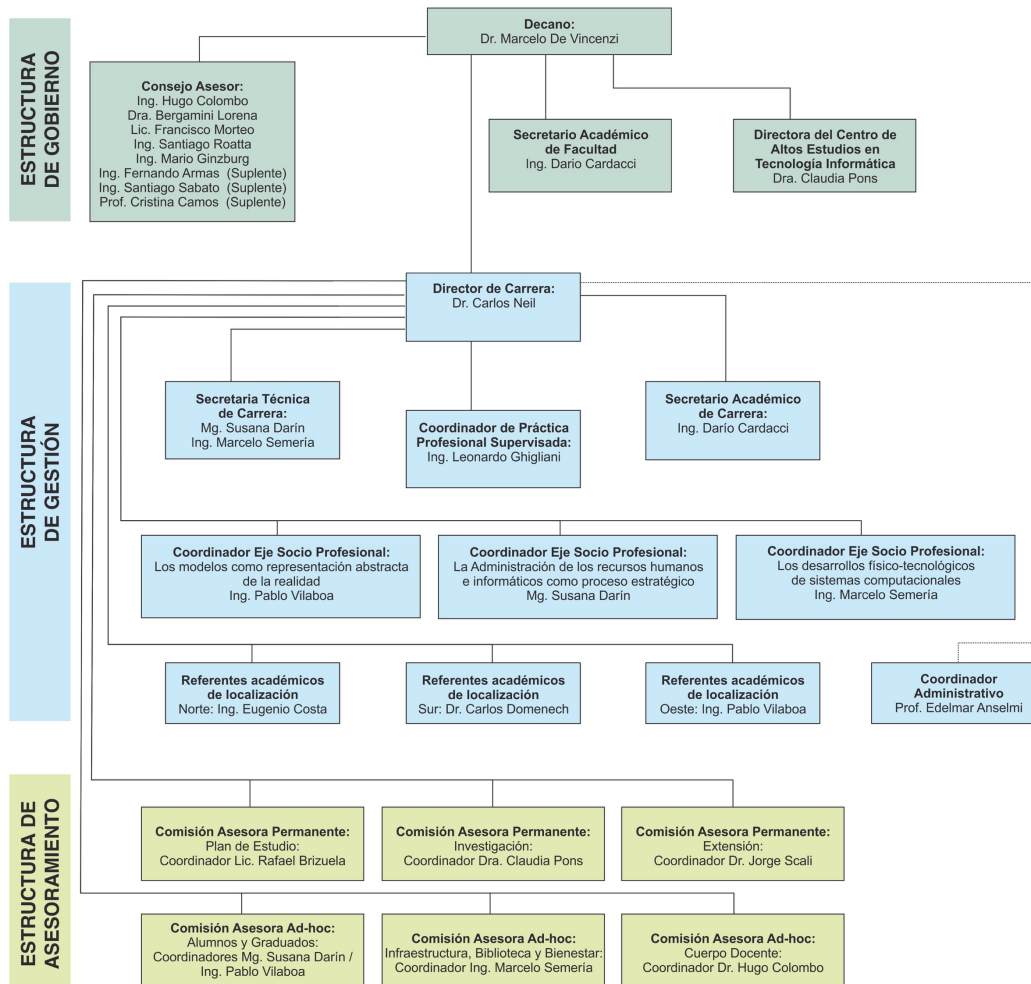 ESTRUCTURA
DE GOBIERNO
Decano:
Dr. Marcelo De Vincenzi
Consejo Asesor:
Ing. Hugo Colombo
Dra. Bergamini Lorena
Lic. Francisco Morteo
Ing. Santiago Roatta
Ing. Mario Ginzburg
Ing. Fernando Armas (Suplente)
Ing. Santiago Sabato (Suplente)
Prof. Cristina Camos (Suplente)
Secretario Académico
de Facultad
Ing. Dario Cardacci
Directora del Centro de
Altos Estudios en
Tecnología Informática
Dra. Claudia Pons
ESTRUCTURA
DE GESTIÓN
Director de Carrera:
Dr. Carlos Neil
Secretaria Técnica
de Carrera:
Mg. Susana Darín
Ing. Marcelo Semería
Coordinador de Práctica
Profesional Supervisada:
Ing. Leonardo Ghigliani
Secretario Académico
de Carrera:
Ing. Darío Cardacci
Coordinador Eje Socio Profesional:
Los modelos como representación abstracta
de la realidad
Ing. Pablo Vilaboa
Coordinador Eje Socio Profesional:
La Administración de los recursos humanos
e informáticos como proceso estratégico
Mg. Susana Darín
Coordinador Eje Socio Profesional:
Los desarrollos físico-tecnológicos
de sistemas computacionales
Ing. Marcelo Semería
Referentes académicos
de localización
Norte: Ing. Eugenio Costa
Referentes académicos
de localización
Sur: Dr. Carlos Domenech
Referentes académicos
de localización
Oeste: Ing. Pablo Vilaboa
Coordinador
Administrativo
Prof. Edelmar Anselmi
ESTRUCTURA DE
ASESORAMIENTO
Comisión Asesora Permanente:
Plan de Estudio:
Coordinador Lic. Rafael Brizuela
Comisión Asesora Permanente:
Investigación:
Coordinador Dra. Claudia Pons
Comisión Asesora Permanente:
Extensión:
Coordinador Dr. Jorge Scali
Comisión Asesora Ad-hoc:
Alumnos y Graduados:
Coordinadores Mg. Susana Darín /
Ing. Pablo Vilaboa
Comisión Asesora Ad-hoc:
Infraestructura, Biblioteca y Bienestar:
Coordinador Ing. Marcelo Semería
Comisión Asesora Ad-hoc:
Cuerpo Docente:
Coordinador Dr. Hugo Colombo